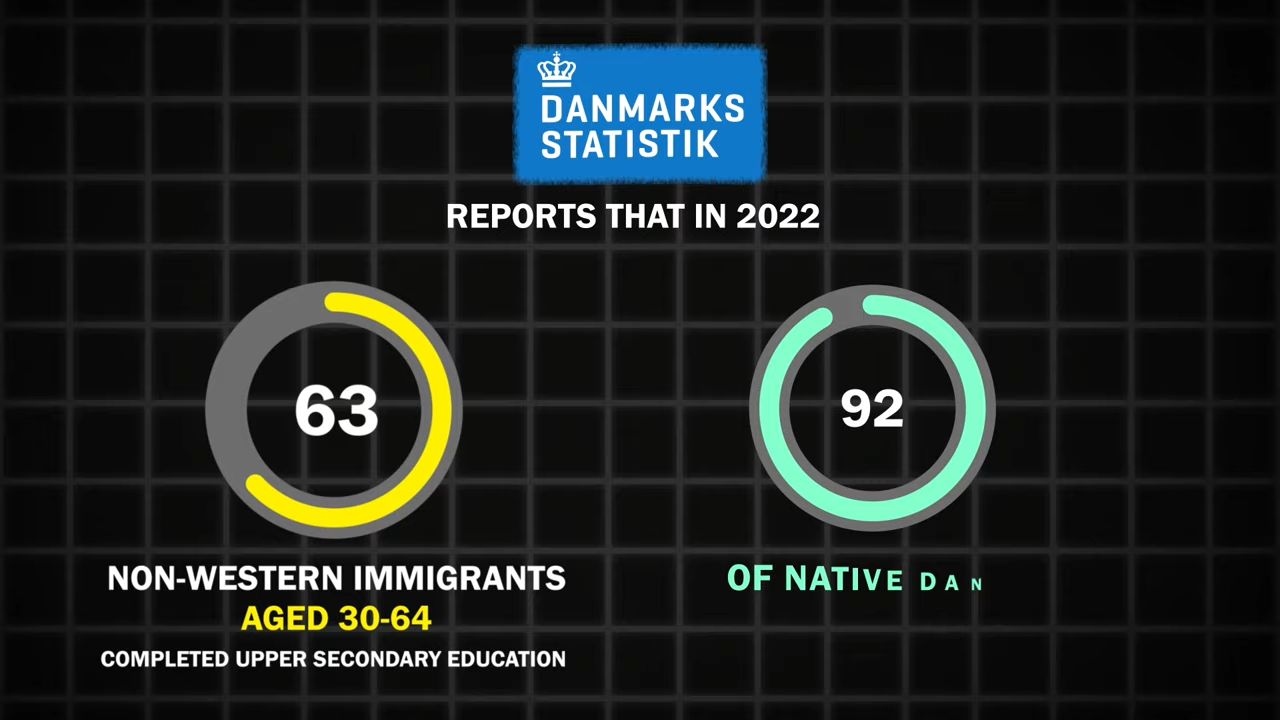 DANMARKS
STATISTIK
REPORTS THAT IN 2022
63
92
NON-WESTERN IMMIGRANTS
AGED 30-64
COMPLETED UPPER SECONDARY EDUCATION
OF NATIVE DAN